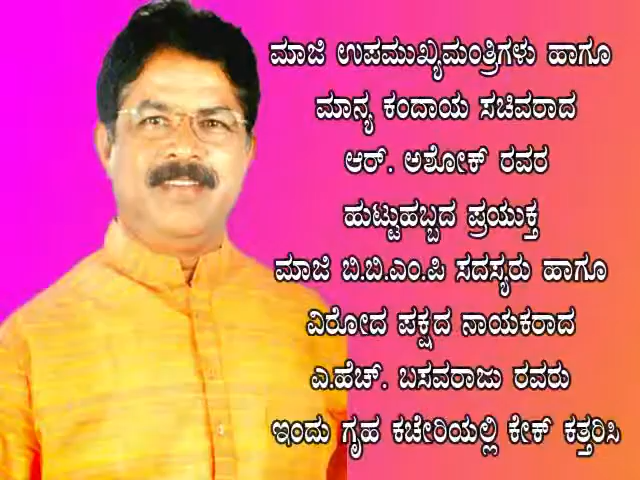 ಮಾಜಿ ಉಪಮುಖ್ಯಮಂತ್ರಿಗಳು ಹಾಗೂ
ಮಾನ್ಯ ಕಂದಾಯ ಸಚಿವರಾದ
ಆರ್. ಅಶೋಕ್ ರವರ
ಹುಟ್ಟುಹಬ್ಬದ ಪ್ರಯುಕ್ತ
ಮಾಜಿ ಬಿ.ಬಿ.ಎಂ.ಪಿ ಸದಸ್ಯರು ಹಾಗೂ
ವಿರೋದ ಪಕ್ಷದ ನಾಯಕರಾದ
ಎ.ಹೆಚ್. ಬಸವರಾಜು ರವರು
ಇಂದು ಗೃಹ ಕಚೇರಿಯಲ್ಲಿ ಕೇಕ್ ಕತ್ತರಿಸಿ